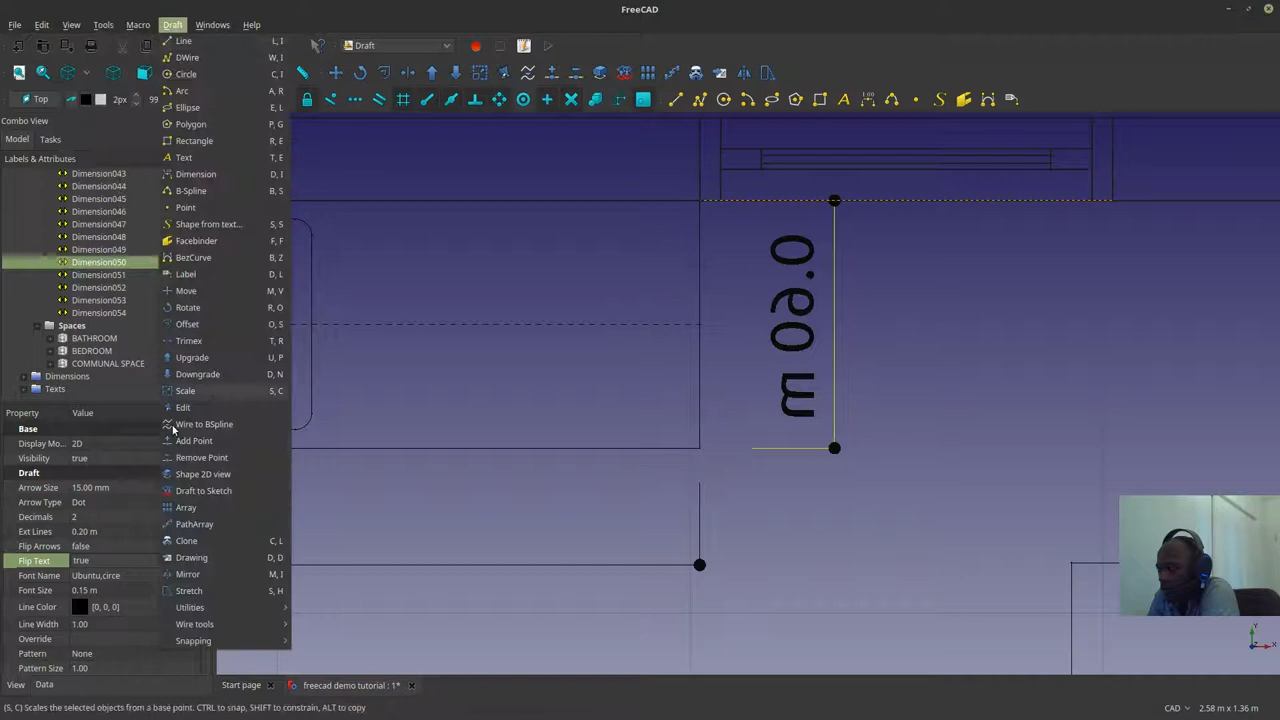 FreeCAD
File Edit View Tools Macro Draft Windows Help
Draft
Top 2px 99
Combo View
Model Tasks
Labels & Attributes
Dimension043
Dimension044
Dimension045
Dimension046
Dimension047
Dimension048
Dimension049
Dimension050
Dimension051
Dimension052
Dimension053
Dimension054
Spaces
BATHROOM
BEDROOM
COMMUNAL SPACE
Dimensions
Texts
Property Value
Base
Display Mo... 2D
Visibility true
Draft
Arrow Size 15.00 mm
Arrow Type Dot
Decimals 2
Ext Lines 0.20 m
Flip Arrows false
Flip Text true
Font Name Ubuntu,circe
Font Size 0.15 m
Line Color [0, 0, 0]
Line Width 1.00
Override
Pattern None
Pattern Size 1.00
View Data
Line L, I
DWire W, I
Circle C, I
Arc A, R
Ellipse E, L
Polygon P, G
Rectangle R, E
Text T, E
Dimension D, I
B-Spline B, S
Point
Shape from text... S, S
Facebinder F, F
BezCurve B, Z
Label D, L
Move M, V
Rotate R, O
Offset O, S
Trimex T, R
Upgrade U, P
Downgrade D, N
Scale S, C
Edit
Wire to BSpline
Add Point
Remove Point
Shape 2D view
Draft to Sketch
Array
PathArray
Clone C, L
Drawing D, D
Mirror M, I
Stretch S, H
Utilities
Wire tools
Snapping
0.60 m
Y
X
Z
Start page freecad demo tutorial : 1*
(S, C) Scales the selected objects from a base point. CTRL to snap, SHIFT to constrain, ALT to copy
CAD 2.58 m x 1.36 m